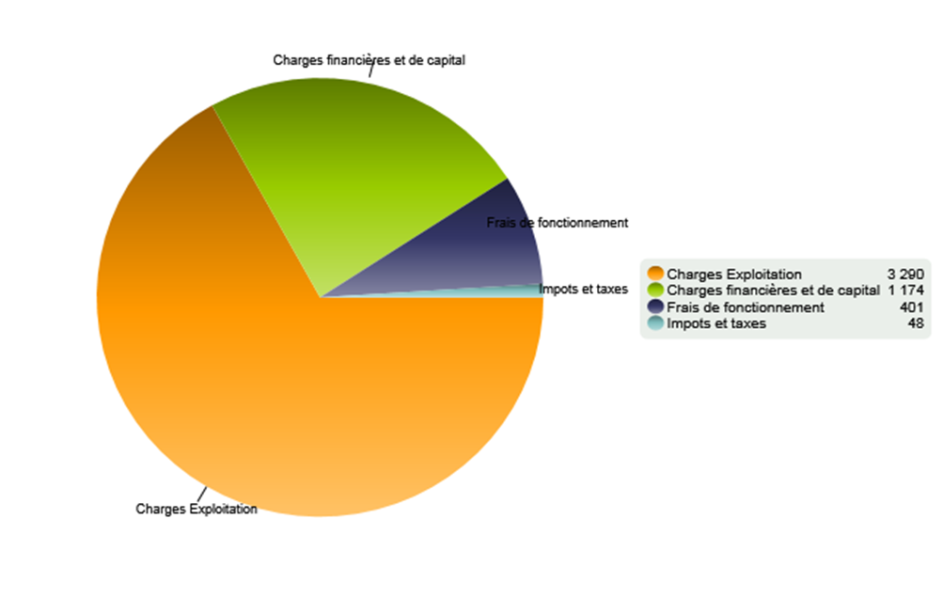 Charges financières et de capital
Frais de fonctionnement
Impots et taxes
Charges Exploitation
Charges Exploitation 3 290
Charges financières et de capital 1 174
Frais de fonctionnement 401
Impots et taxes 48